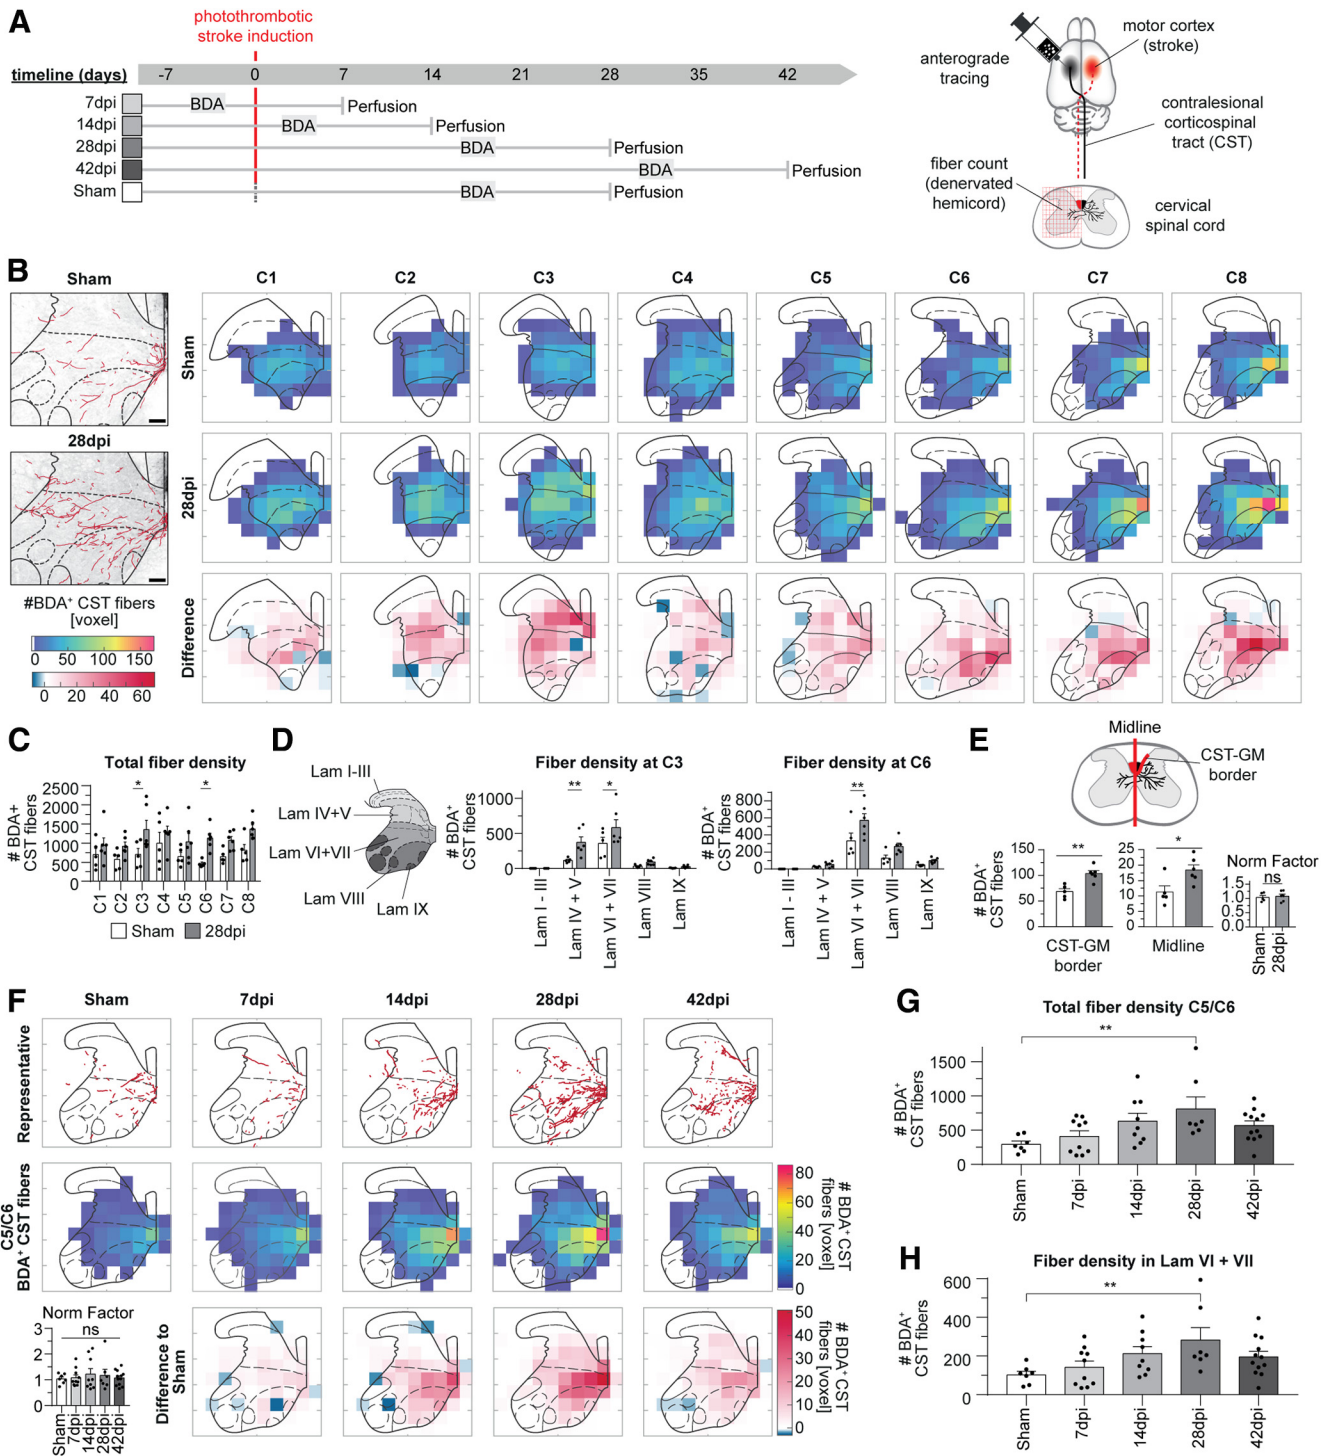 A
photothrombotic
stroke induction
timeline (days)
-7 0 7 14 21 28 35 42
7dpi BDA Perfusion
14dpi BDA Perfusion
28dpi BDA Perfusion
42dpi BDA Perfusion
Sham BDA Perfusion
anterograde
tracing
motor cortex
(stroke)
contralesional
corticospinal
tract (CST)
fiber count
(denervated
hemicord)
cervical
spinal cord
B
Sham
28dpi
#BDA⁺ CST fibers
[voxel]
0 50 100 150
0 20 40 60
C1 C2 C3 C4 C5 C6 C7 C8
Sham
28dpi
Difference
C
Total fiber density
# BDA+
CST fibers
2500
2000
1500
1000
500
0
* *
C1 C2 C3 C4 C5 C6 C7 C8
Sham 28dpi
D
Lam I-III
Lam IV+V
Lam VI+VII
Lam VIII
Lam IX
Fiber density at C3
# BDA⁺
CST fibers
1000
500
0
** *
Lam I - III
Lam IV + V
Lam VI + VII
Lam VIII
Lam IX
Fiber density at C6
# BDA⁺
CST fibers
800
600
400
200
0
**
Lam I - III
Lam IV + V
Lam VI + VII
Lam VIII
Lam IX
E
Midline
CST-GM
border
# BDA⁺
CST fibers
150
100
50
0
**
CST-GM
border
25
20
15
10
5
0
*
Midline
Norm Factor
ns
1.5
1.0
0.5
0.0
Sham
28dpi
F
Sham 7dpi 14dpi 28dpi 42dpi
Representative
C5/C6
BDA⁺ CST fibers
80
60
40
20
0
# BDA⁺ CST
fibers [voxel]
Norm Factor
ns
3
2
1
0
Sham
7dpi
14dpi
28dpi
42dpi
Difference to
Sham
50
40
30
20
10
0
# BDA⁺ CST
fibers [voxel]
G
Total fiber density C5/C6
**
# BDA⁺
CST fibers
1500
1000
500
0
Sham
7dpi
14dpi
28dpi
42dpi
H
Fiber density in Lam VI + VII
**
# BDA⁺
CST fibers
600
400
200
0
Sham
7dpi
14dpi
28dpi
42dpi